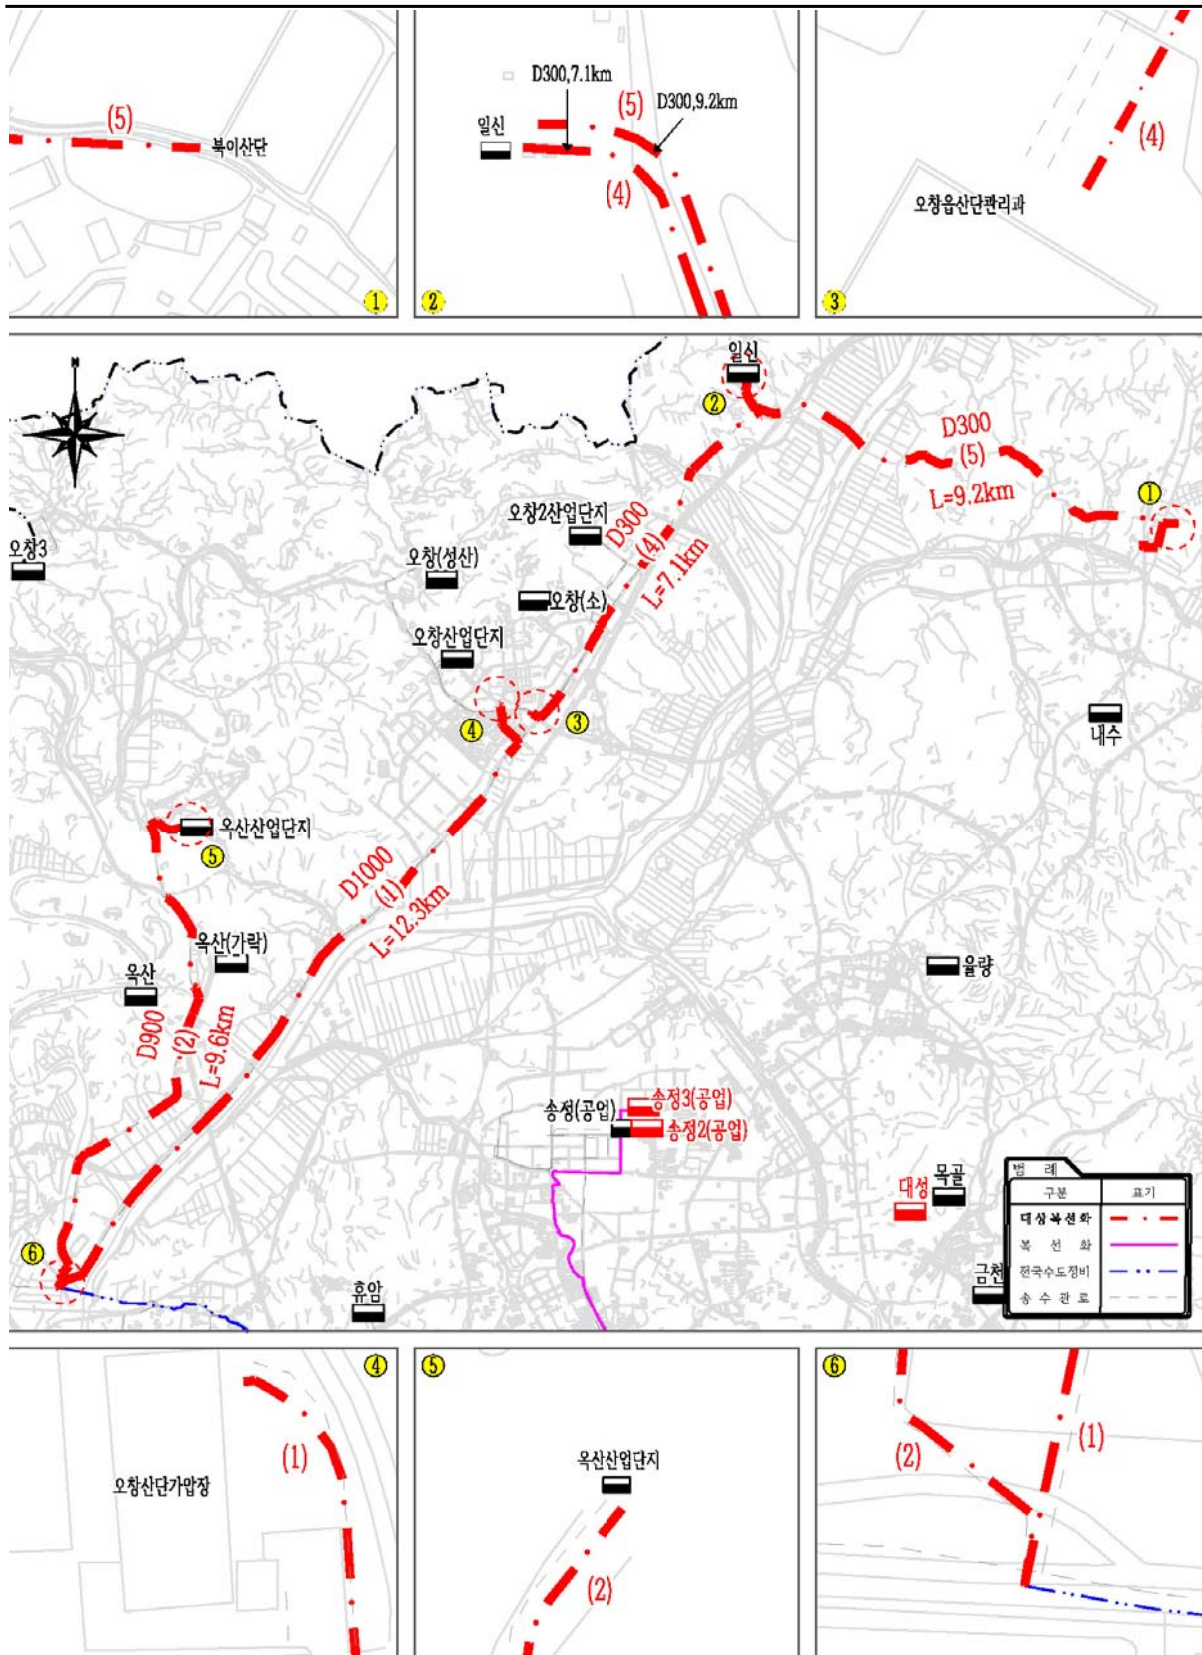 (5)
북이산단
1
D300,7.1km
(5)
D300,9.2km
일신
(4)
2
(4)
오창읍산단관리과
3
N
일신
2
D300
(5)
L=9.2km
1
오창2산업단지
D300
(4)
L=7.1km
오창3
오창(성산)
오창(소)
오창산업단지
4
3
내수
옥산산업단지
5
D1000
(1)
L=12.3km
옥산(가락)
옥산
율량
D900
(2)
L=9.6km
송정(공업)
송정3(공업)
송정2(공업)
대성
목골
6
휴암
금천
범 례
구분
표기
대상복선화
복 선 화
전국수도정비
송 수 관 로
4
(1)
오창산단가압장
5
옥산산업단지
(2)
6
(2)
(1)